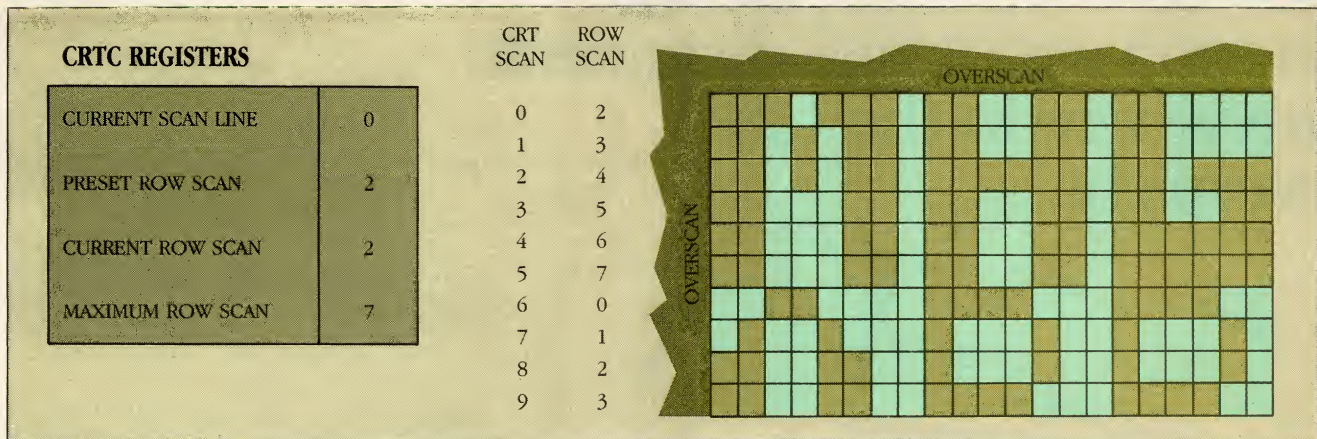 CRTC REGISTERS
CURRENT SCAN LINE 0
PRESET ROW SCAN 2
CURRENT ROW SCAN 2
MAXIMUM ROW SCAN 7
CRT SCAN ROW SCAN
0 2
1 3
2 4
3 5
4 6
5 7
6 0
7 1
8 2
9 3
OVERSCAN
OVERSCAN